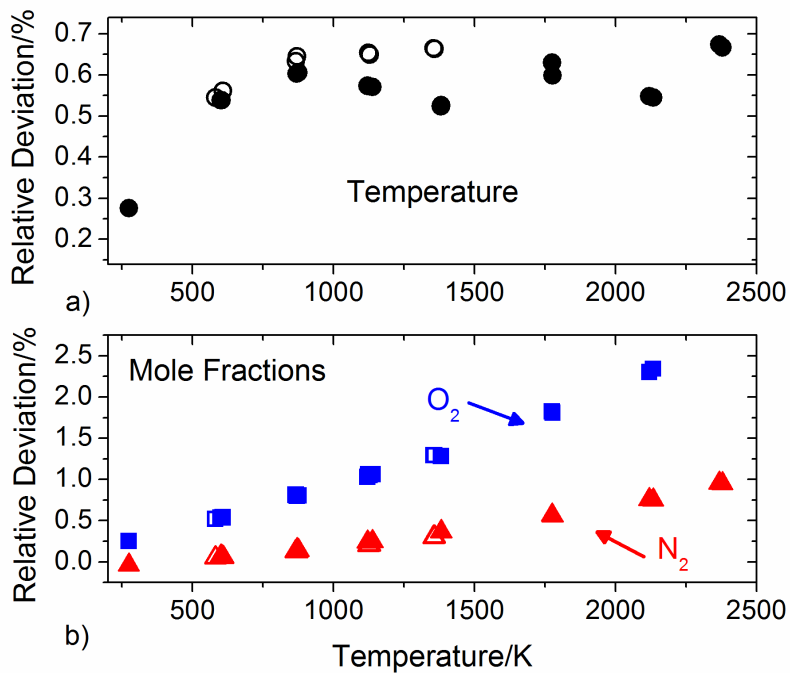 0.7
0.6
0.5
0.4
0.3
0.2
Relative Deviation/%
Temperature
500 1000 1500 2000 2500
a)
2.5
2.0
1.5
1.0
0.5
0.0
Relative Deviation/%
Mole Fractions
O2
N2
500 1000 1500 2000 2500
b)
Temperature/K